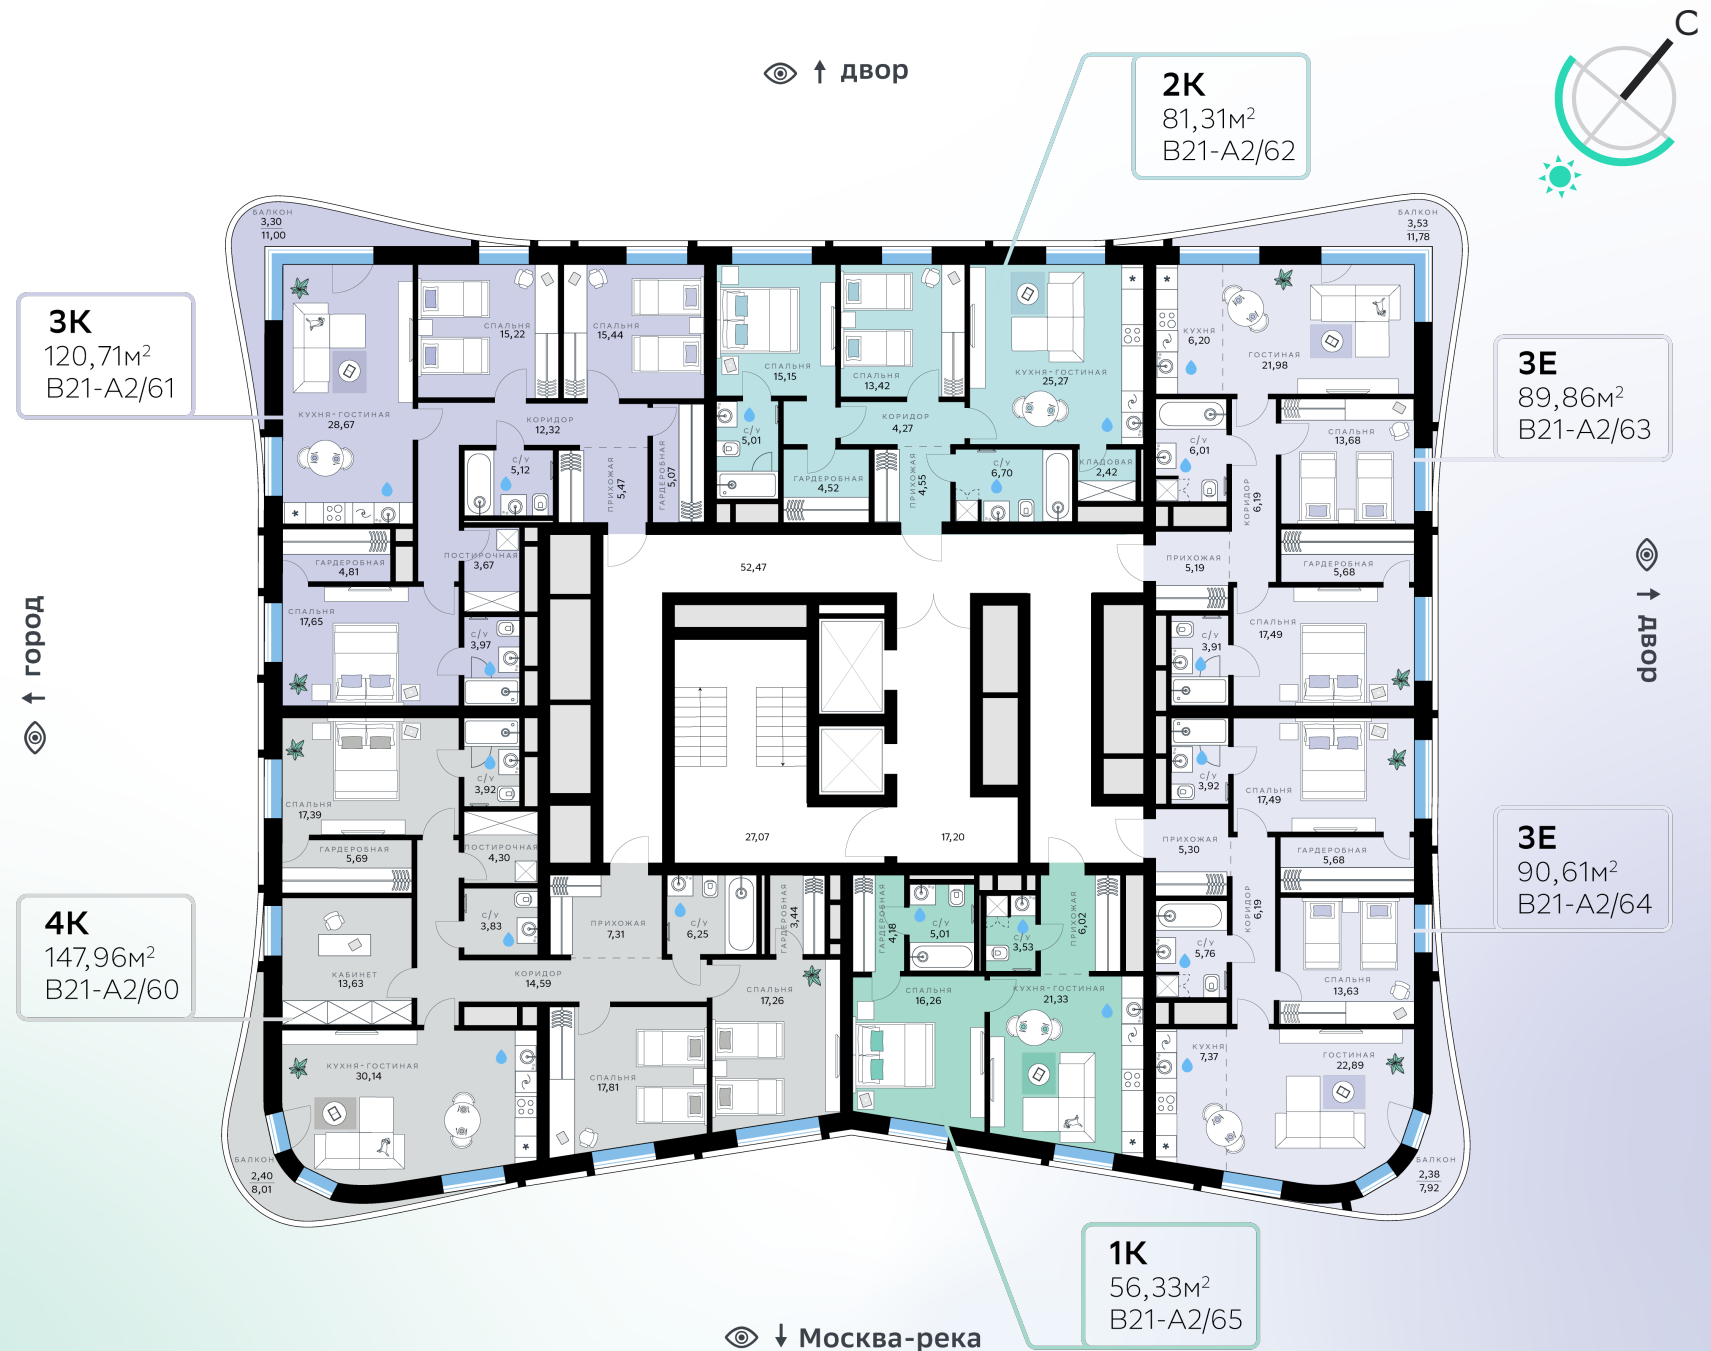 С
двор
2К
81,31м²
В21-А2/62
БАЛКОН
3,30
11,00
БАЛКОН
3,53
11,78
3К
120,71м²
В21-А2/61
3Е
89,86м²
В21-А2/63
КУХНЯ-ГОСТИНАЯ
28,67
СПАЛЬНЯ
15,22
СПАЛЬНЯ
15,44
КОРИДОР
12,32
С/У
5,12
ПРИХОЖАЯ
5,47
ГАРДЕРОБНАЯ
5,07
ПОСТИРОЧНАЯ
3,67
ГАРДЕРОБНАЯ
4,81
СПАЛЬНЯ
17,65
С/У
3,97
СПАЛЬНЯ
15,15
СПАЛЬНЯ
13,42
КУХНЯ-ГОСТИНАЯ
25,27
С/У
5,01
КОРИДОР
4,27
ГАРДЕРОБНАЯ
4,52
ПРИХОЖАЯ
4,55
6,70
КЛАДОВАЯ
2,42
КУХНЯ
6,20
ГОСТИНАЯ
21,98
С/У
6,01
СПАЛЬНЯ
13,68
КОРИДОР
6,19
ПРИХОЖАЯ
5,19
ГАРДЕРОБНАЯ
5,68
С/У
3,91
СПАЛЬНЯ
17,49
52,47
27,07
17,20
город
двор
СПАЛЬНЯ
17,39
С/У
3,92
ГАРДЕРОБНАЯ
5,69
ПОСТИРОЧНАЯ
4,30
С/У
3,83
КАБИНЕТ
13,63
КОРИДОР
14,59
ПРИХОЖАЯ
7,31
С/У
6,25
ГАРДЕРОБНАЯ
3,44
КУХНЯ-ГОСТИНАЯ
30,14
СПАЛЬНЯ
17,81
СПАЛЬНЯ
17,26
ГАРДЕРОБНАЯ
4,18
С/У
5,01
С/У
3,53
ПРИХОЖАЯ
6,02
СПАЛЬНЯ
16,26
КУХНЯ-ГОСТИНАЯ
21,33
С/У
3,92
СПАЛЬНЯ
17,49
ПРИХОЖАЯ
5,30
ГАРДЕРОБНАЯ
5,68
КОРИДОР
6,19
С/У
5,76
СПАЛЬНЯ
13,63
КУХНЯ
7,37
ГОСТИНАЯ
22,89
3Е
90,61м²
В21-А2/64
4К
147,96м²
В21-А2/60
БАЛКОН
2,40
8,01
БАЛКОН
2,38
7,92
1К
56,33м²
В21-А2/65
Москва-река